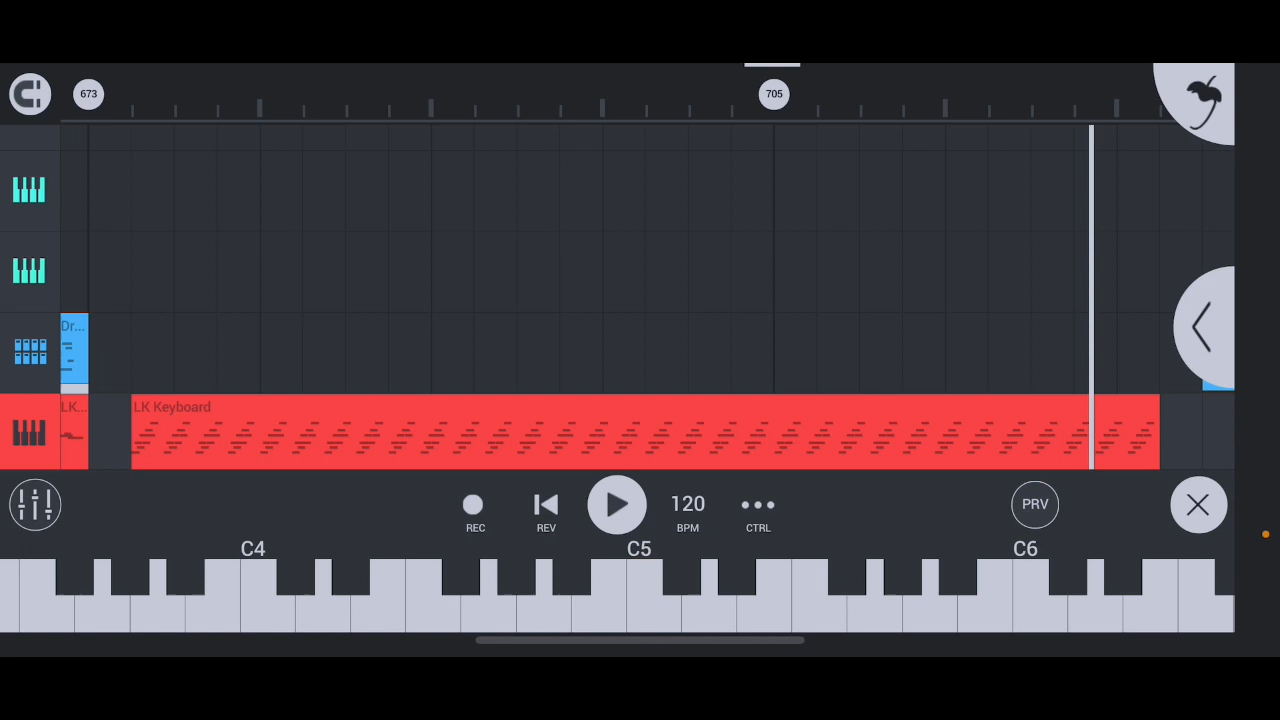 673
705
Dr...
LK...
LK Keyboard
120
PRV
REC
REV
BPM
CTRL
C4
C5
C6